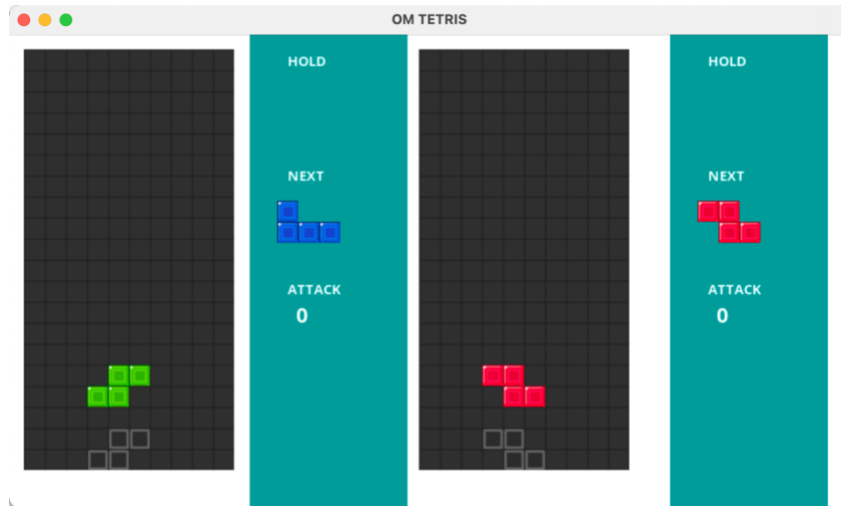 OM TETRIS
HOLD
NEXT
ATTACK
0
HOLD
NEXT
ATTACK
0